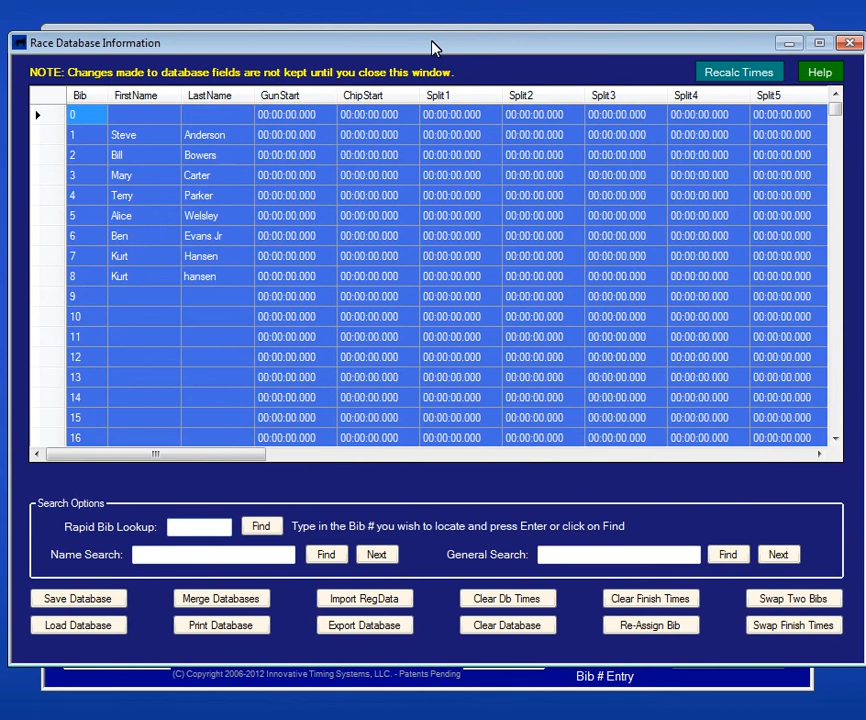 Race Database Information
NOTE: Changes made to database fields are not kept until you close this window.
Recalc Times
Help
Bib FirstName LastName GunStart ChipStart Split1 Split2 Split3 Split4 Split5
0 00:00:00.000 00:00:00.000 00:00:00.000 00:00:00.000 00:00:00.000 00:00:00.000 00:00:00.000
1 Steve Anderson 00:00:00.000 00:00:00.000 00:00:00.000 00:00:00.000 00:00:00.000 00:00:00.000 00:00:00.000
2 Bill Bowers 00:00:00.000 00:00:00.000 00:00:00.000 00:00:00.000 00:00:00.000 00:00:00.000 00:00:00.000
3 Mary Carter 00:00:00.000 00:00:00.000 00:00:00.000 00:00:00.000 00:00:00.000 00:00:00.000 00:00:00.000
4 Terry Parker 00:00:00.000 00:00:00.000 00:00:00.000 00:00:00.000 00:00:00.000 00:00:00.000 00:00:00.000
5 Alice Welsley 00:00:00.000 00:00:00.000 00:00:00.000 00:00:00.000 00:00:00.000 00:00:00.000 00:00:00.000
6 Ben Evans Jr 00:00:00.000 00:00:00.000 00:00:00.000 00:00:00.000 00:00:00.000 00:00:00.000 00:00:00.000
7 Kurt Hansen 00:00:00.000 00:00:00.000 00:00:00.000 00:00:00.000 00:00:00.000 00:00:00.000 00:00:00.000
8 Kurt hansen 00:00:00.000 00:00:00.000 00:00:00.000 00:00:00.000 00:00:00.000 00:00:00.000 00:00:00.000
9 00:00:00.000 00:00:00.000 00:00:00.000 00:00:00.000 00:00:00.000 00:00:00.000 00:00:00.000
10 00:00:00.000 00:00:00.000 00:00:00.000 00:00:00.000 00:00:00.000 00:00:00.000 00:00:00.000
11 00:00:00.000 00:00:00.000 00:00:00.000 00:00:00.000 00:00:00.000 00:00:00.000 00:00:00.000
12 00:00:00.000 00:00:00.000 00:00:00.000 00:00:00.000 00:00:00.000 00:00:00.000 00:00:00.000
13 00:00:00.000 00:00:00.000 00:00:00.000 00:00:00.000 00:00:00.000 00:00:00.000 00:00:00.000
14 00:00:00.000 00:00:00.000 00:00:00.000 00:00:00.000 00:00:00.000 00:00:00.000 00:00:00.000
15 00:00:00.000 00:00:00.000 00:00:00.000 00:00:00.000 00:00:00.000 00:00:00.000 00:00:00.000
16 00:00:00.000 00:00:00.000 00:00:00.000 00:00:00.000 00:00:00.000 00:00:00.000 00:00:00.000
Search Options
Rapid Bib Lookup: Find Type in the Bib # you wish to locate and press Enter or click on Find
Name Search: Find Next General Search: Find Next
Save Database Merge Databases Import RegData Clear Db Times Clear Finish Times Swap Two Bibs
Load Database Print Database Export Database Clear Database Re-Assign Bib Swap Finish Times
(C) Copyright 2006-2012 Innovative Timing Systems, LLC. - Patents Pending
Bib # Entry